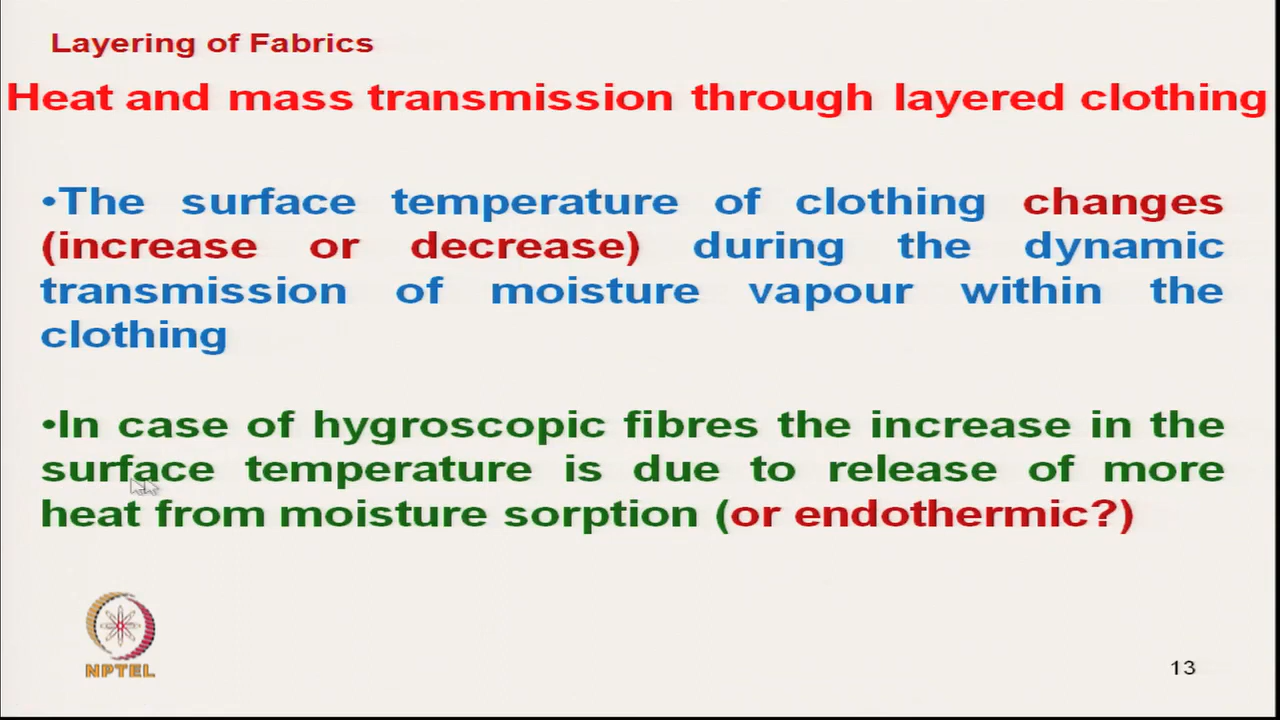 Layering of Fabrics
Heat and mass transmission through layered clothing
•The surface temperature of clothing changes
(increase or decrease) during the dynamic
transmission of moisture vapour within the
clothing
•In case of hygroscopic fibres the increase in the
surface temperature is due to release of more
heat from moisture sorption (or endothermic?)
NPTEL
13